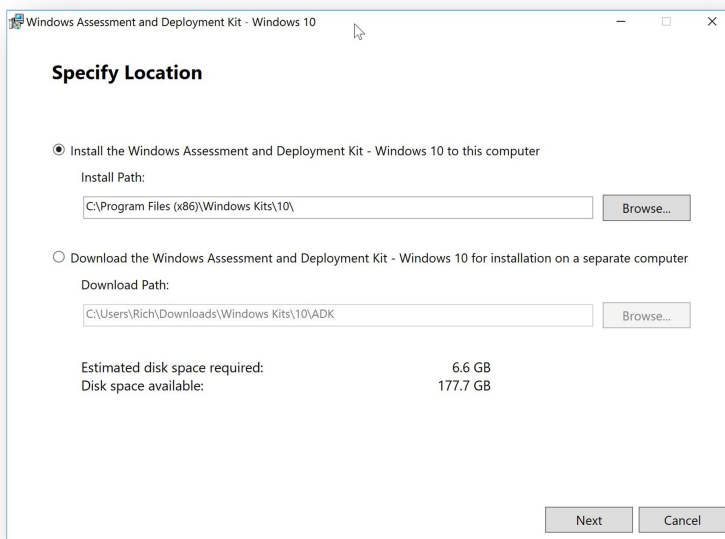 Windows Assessment and Deployment Kit - Windows 10
Specify Location
Install the Windows Assessment and Deployment Kit - Windows 10 to this computer
Install Path:
C:\Program Files (x86)\Windows Kits\10\
Browse...
Download the Windows Assessment and Deployment Kit - Windows 10 for installation on a separate computer
Download Path:
C:\Users\Rich\Downloads\Windows Kits\10\ADK
Browse...
Estimated disk space required: 6.6 GB
Disk space available: 177.7 GB
Next Cancel